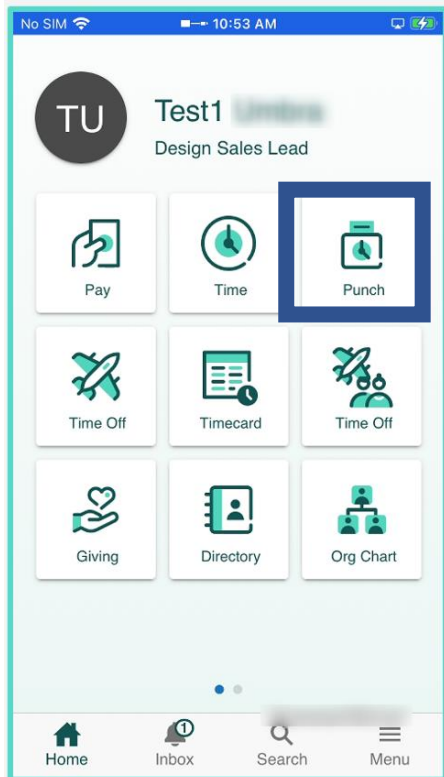 No SIM 10:53 AM
TU
Test1
Design Sales Lead
Pay Time Punch
Time Off Timecard Time Off
Giving Directory Org Chart
1
Home Inbox Search Menu